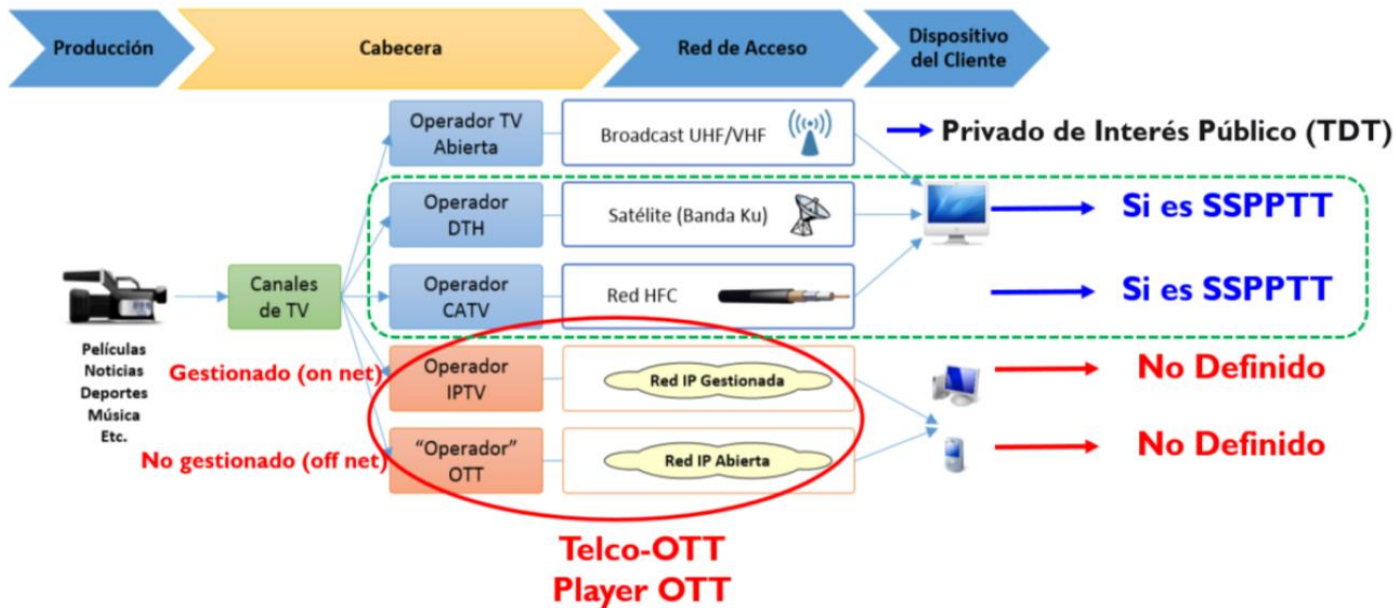 Producción
Cabecera
Red de Acceso
Dispositivo
del Cliente
Operador TV
Abierta
Broadcast UHF/VHF
Privado de Interés Público (TDT)
Operador
DTH
Satélite (Banda Ku)
Si es SSPPTT
Canales
de TV
Operador
CATV
Red HFC
Si es SSPPTT
Películas
Noticias
Deportes
Música
Etc.
Gestionado (on net)
Operador
IPTV
Red IP Gestionada
No Definido
No gestionado (off net)
“Operador”
OTT
Red IP Abierta
No Definido
Telco-OTT
Player OTT